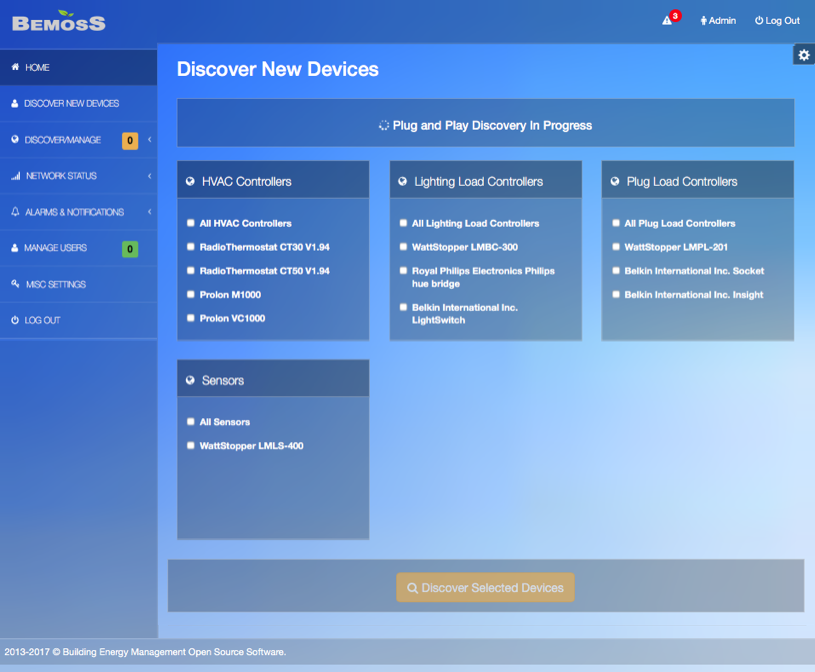 BEMOSS
3
Admin
Log Out
HOME
DISCOVER NEW DEVICES
DISCOVER/MANAGE 0
NETWORK STATUS
ALARMS & NOTIFICATIONS
MANAGE USERS 0
MISC SETTINGS
LOG OUT
Discover New Devices
Plug and Play Discovery In Progress
HVAC Controllers
All HVAC Controllers
RadioThermostat CT30 V1.94
RadioThermostat CT50 V1.94
Prolon M1000
Prolon VC1000
Lighting Load Controllers
All Lighting Load Controllers
WattStopper LMBC-300
Royal Philips Electronics Philips
hue bridge
Belkin International Inc.
LightSwitch
Plug Load Controllers
All Plug Load Controllers
WattStopper LMPL-201
Belkin International Inc. Socket
Belkin International Inc. Insight
Sensors
All Sensors
WattStopper LMLS-400
Discover Selected Devices
2013-2017 © Building Energy Management Open Source Software.